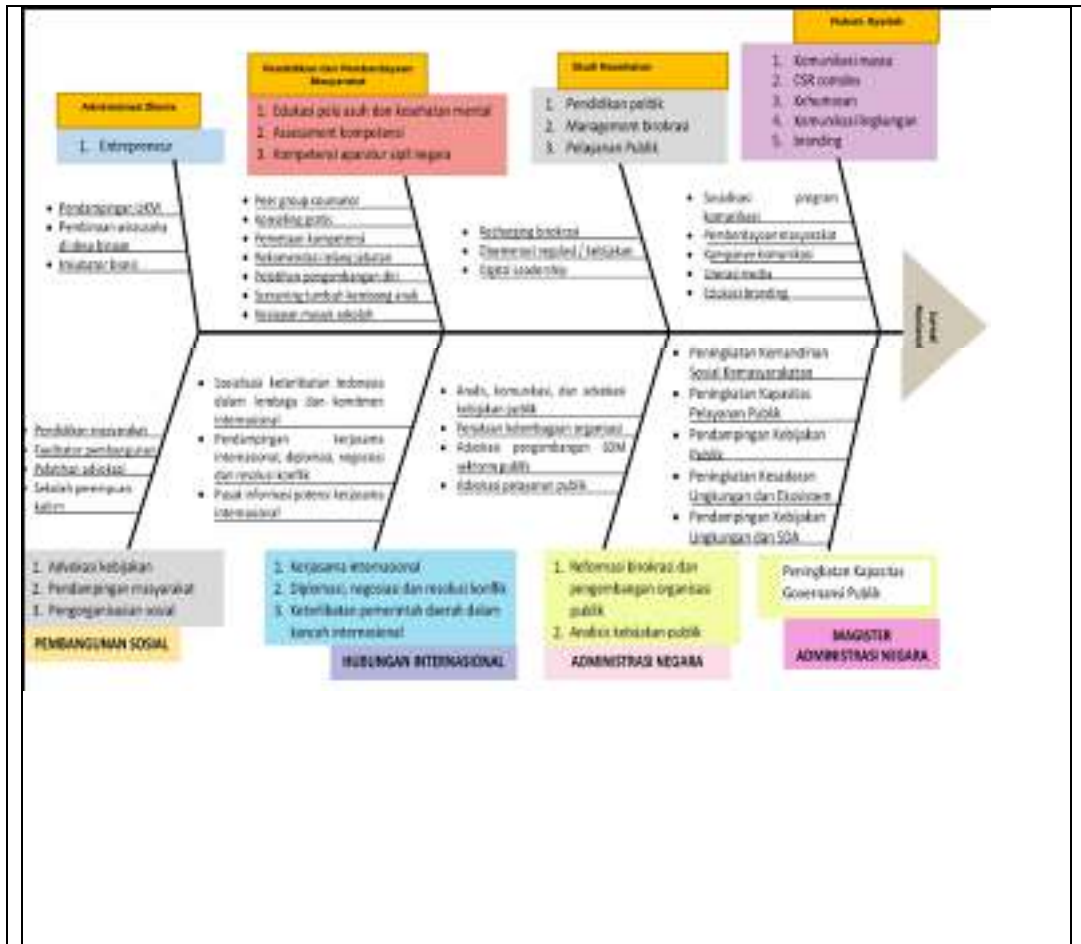 Hukum Syariah
1. Komunikasi massa
2. CSR complex
3. Kehumasan
4. Komunikasi lingkungan
5. branding
Studi Kesehatan
1. Pendidikan politik
2. Management birokrasi
3. Pelayanan Publik
Pendidikan dan Pemberdayaan
Masyarakat
1. Edukasi pola asuh dan kesehatan mental
2. Assessment kompetensi
3. Kompetensi aparatur sipil negara
Administrasi Bisnis
1. Entrepreneur
• Pendampingan UKM
• Pembinaan wirausaha
di desa binaan
• Inkubator bisnis
• Peer group counselor
• Konseling gratis
• Pemetaan kompetensi
• Rekomendasi lelang jabatan
• Pelatihan pengembangan diri
• Screening tumbuh kembang anak
• Kesiapan masuk sekolah
• Recharging birokrasi
• Diseminasi regulasi / kebijakan
• Digital Leadership
• Sosialisasi program
komunikasi
• Pemberdayaan masyarakat
• Kampanye komunikasi
• Literasi media
• Edukasi branding
• Pendidikan masyarakat
• Fasilitator pembangunan
• Pelatihan advokasi
• Sekolah perempuan
kaltim
• Sosialisasi keterlibatan Indonesia
dalam lembaga dan komitmen
internasional
• Pendampingan kerjasama
internasional, diplomasi, negosiasi
dan resolusi konflik
• Pusat informasi potensi kerjasama
internasional
• Analis, komunikasi, dan advokasi
kebijakan publik
• Penataan kelembagaan organisasi
• Advokasi pengembangan SDM
sektor publik
• Advokasi pelayanan publik
• Peningkatan Kemandirian
Sosial Kemasyarakatan
• Peningkatan Kapasitas
Pelayanan Publik
• Pendampingan Kebijakan
Publik
• Peningkatan Kesadaran
Lingkungan dan Ekosistem
• Pendampingan Kebijakan
Lingkungan dan SDA
1. Advokasi kebijakan
2. Pendampingan masyarakat
3. Pengorganisasian sosial
PEMBANGUNAN SOSIAL
1. Kerjasama internasional
2. Diplomasi, negosiasi dan resolusi konflik
3. Keterlibatan pemerintah daerah dalam
kancah internasional
HUBUNGAN INTERNASIONAL
1. Reformasi birokrasi dan
pengembangan organisasi
publik
2. Analisis kebijakan publik
ADMINISTRASI NEGARA
Peningkatan Kapasitas
Governansi Publik
MAGISTER
ADMINISTRASI NEGARA